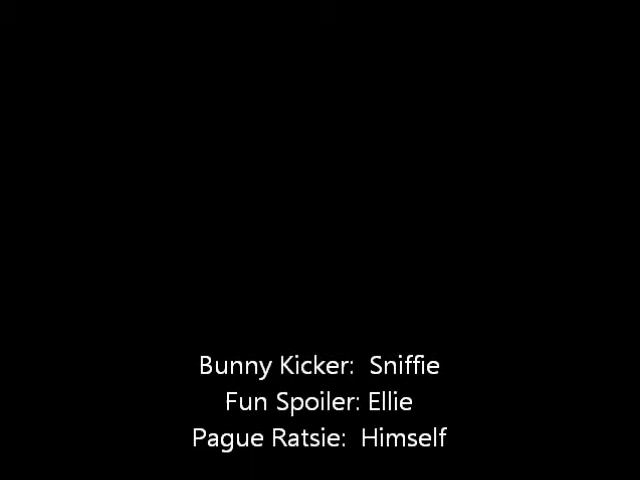 Bunny Kicker:  Sniffie
Fun Spoiler: Ellie
Pague Ratsie:  Himself